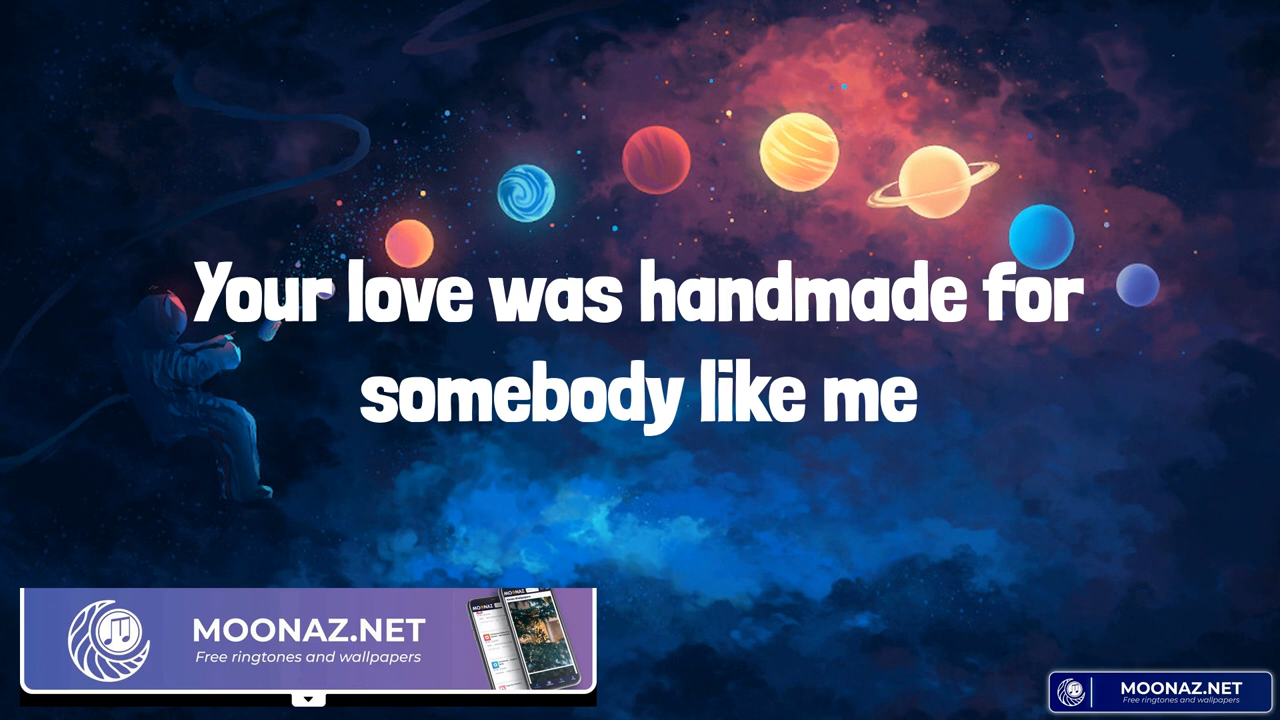 Your love was handmade for
somebody like me
MOONAZ.NET
Free ringtones and wallpapers
MOONAZ.NET
Free ringtones and wallpapers